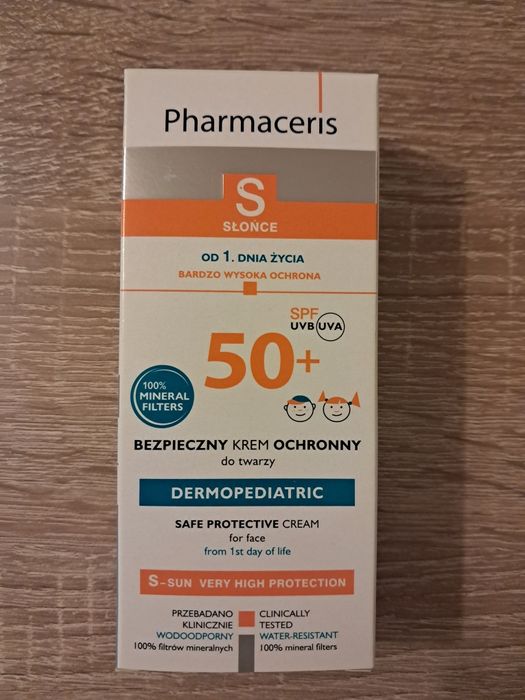 Pharmaceris
S
SŁOŃCE
OD 1. DNIA ŻYCIA
BARDZO WYSOKA OCHRONA
SPF
UVB UVA
50+
100%
MINERAL
FILTERS
BEZPIECZNY KREM OCHRONNY
do twarzy
DERMOPEDIATRIC
SAFE PROTECTIVE CREAM
for face
from 1st day of life
S-SUN VERY HIGH PROTECTION
PRZEBADANO
KLINICZNIE
WODOODPORNY
100% filtrów mineralnych
CLINICALLY
TESTED
WATER-RESISTANT
100% mineral filters